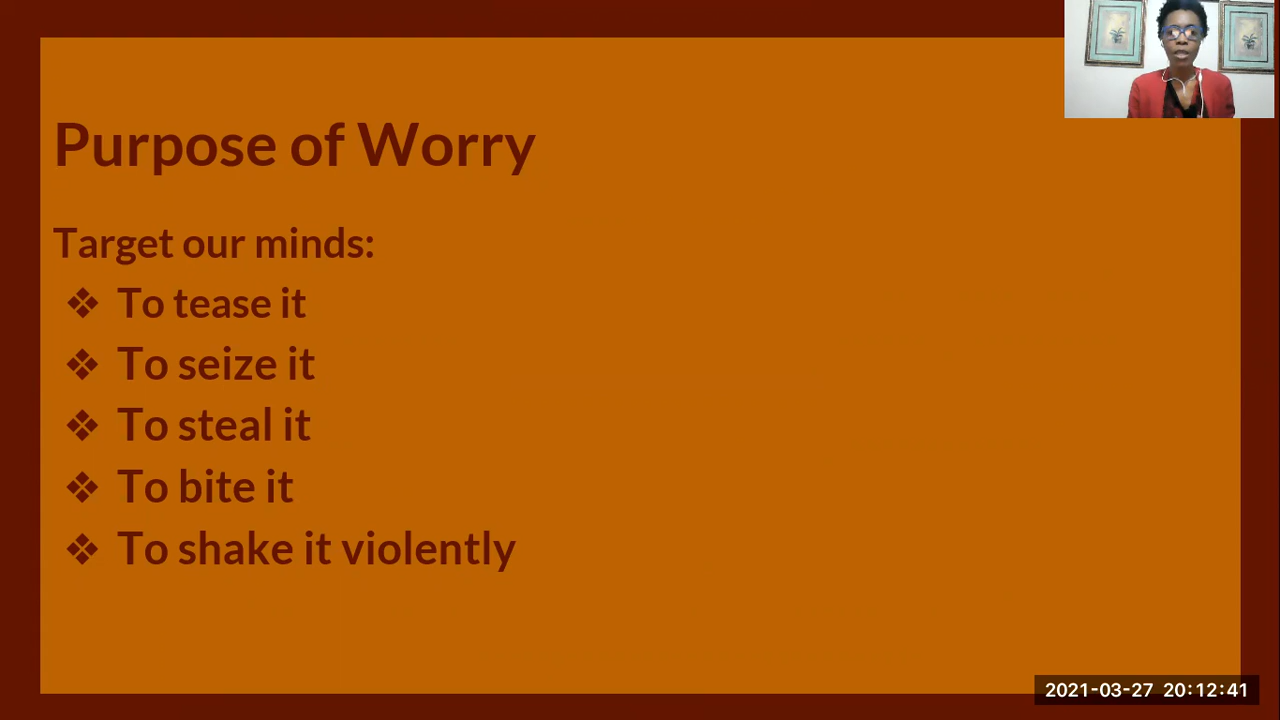 Purpose of Worry
Target our minds:
❖ To tease it
❖ To seize it
❖ To steal it
❖ To bite it
❖ To shake it violently
2021-03-27 20:12:41